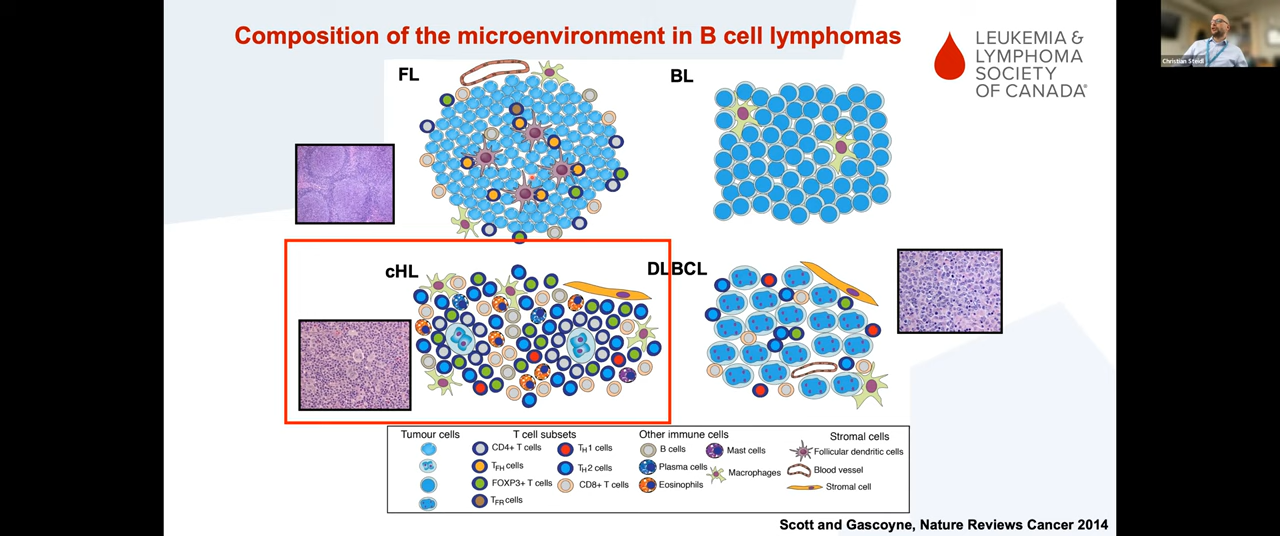 Composition of the microenvironment in B cell lymphomas
LEUKEMIA &
LYMPHOMA
SOCIETY
OF CANADA®
Christian Steidl
FL
BL
cHL
DLBCL
Tumour cells
T cell subsets
CD4+ T cells
TFH cells
FOXP3+ T cells
TFR cells
TH1 cells
TH2 cells
CD8+ T cells
Other immune cells
B cells
Plasma cells
Eosinophils
Mast cells
Macrophages
Stromal cells
Follicular dendritic cells
Blood vessel
Stromal cell
Scott and Gascoyne, Nature Reviews Cancer 2014